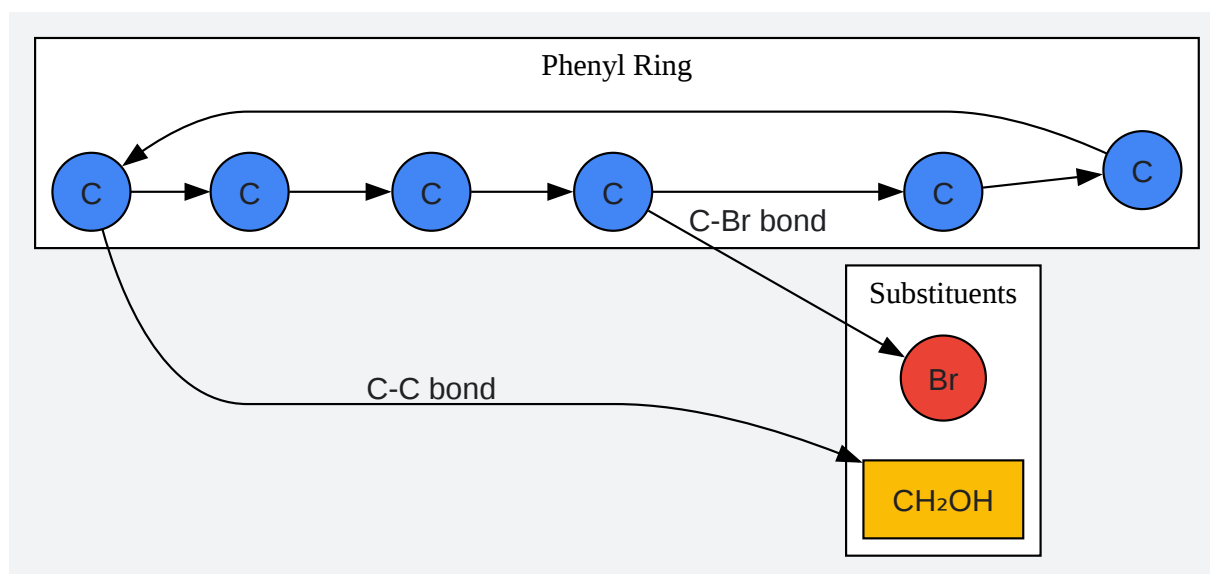 Phenyl Ring
C
C
C
C
C
C
C-Br bond
Substituents
Br
C-C bond
CH₂OH